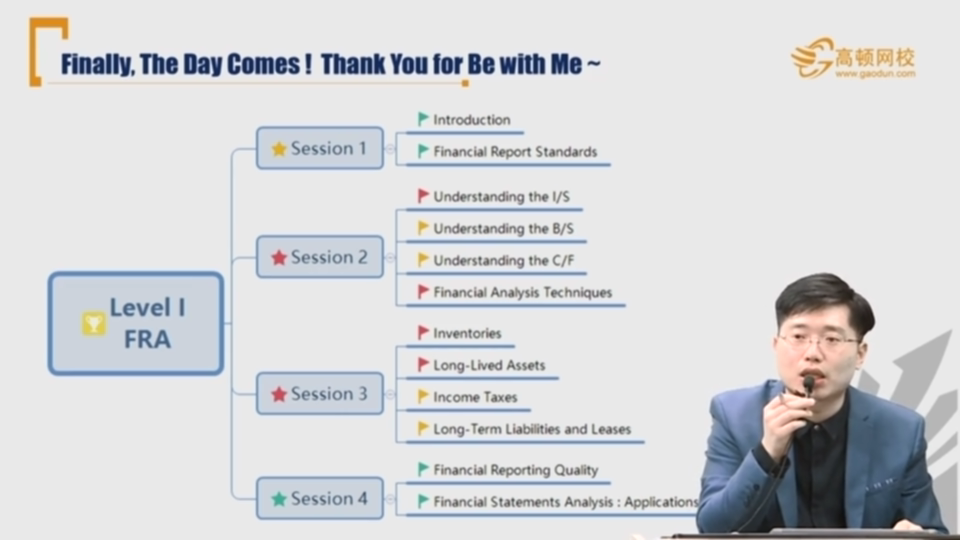 Finally, The Day Comes ! Thank You for Be with Me ~
高顿网校
www.gaodun.com
Session 1
Introduction
Financial Report Standards
Session 2
Understanding the I/S
Understanding the B/S
Understanding the C/F
Financial Analysis Techniques
Level I
FRA
Session 3
Inventories
Long-Lived Assets
Income Taxes
Long-Term Liabilities and Leases
Session 4
Financial Reporting Quality
Financial Statements Analysis : Applications